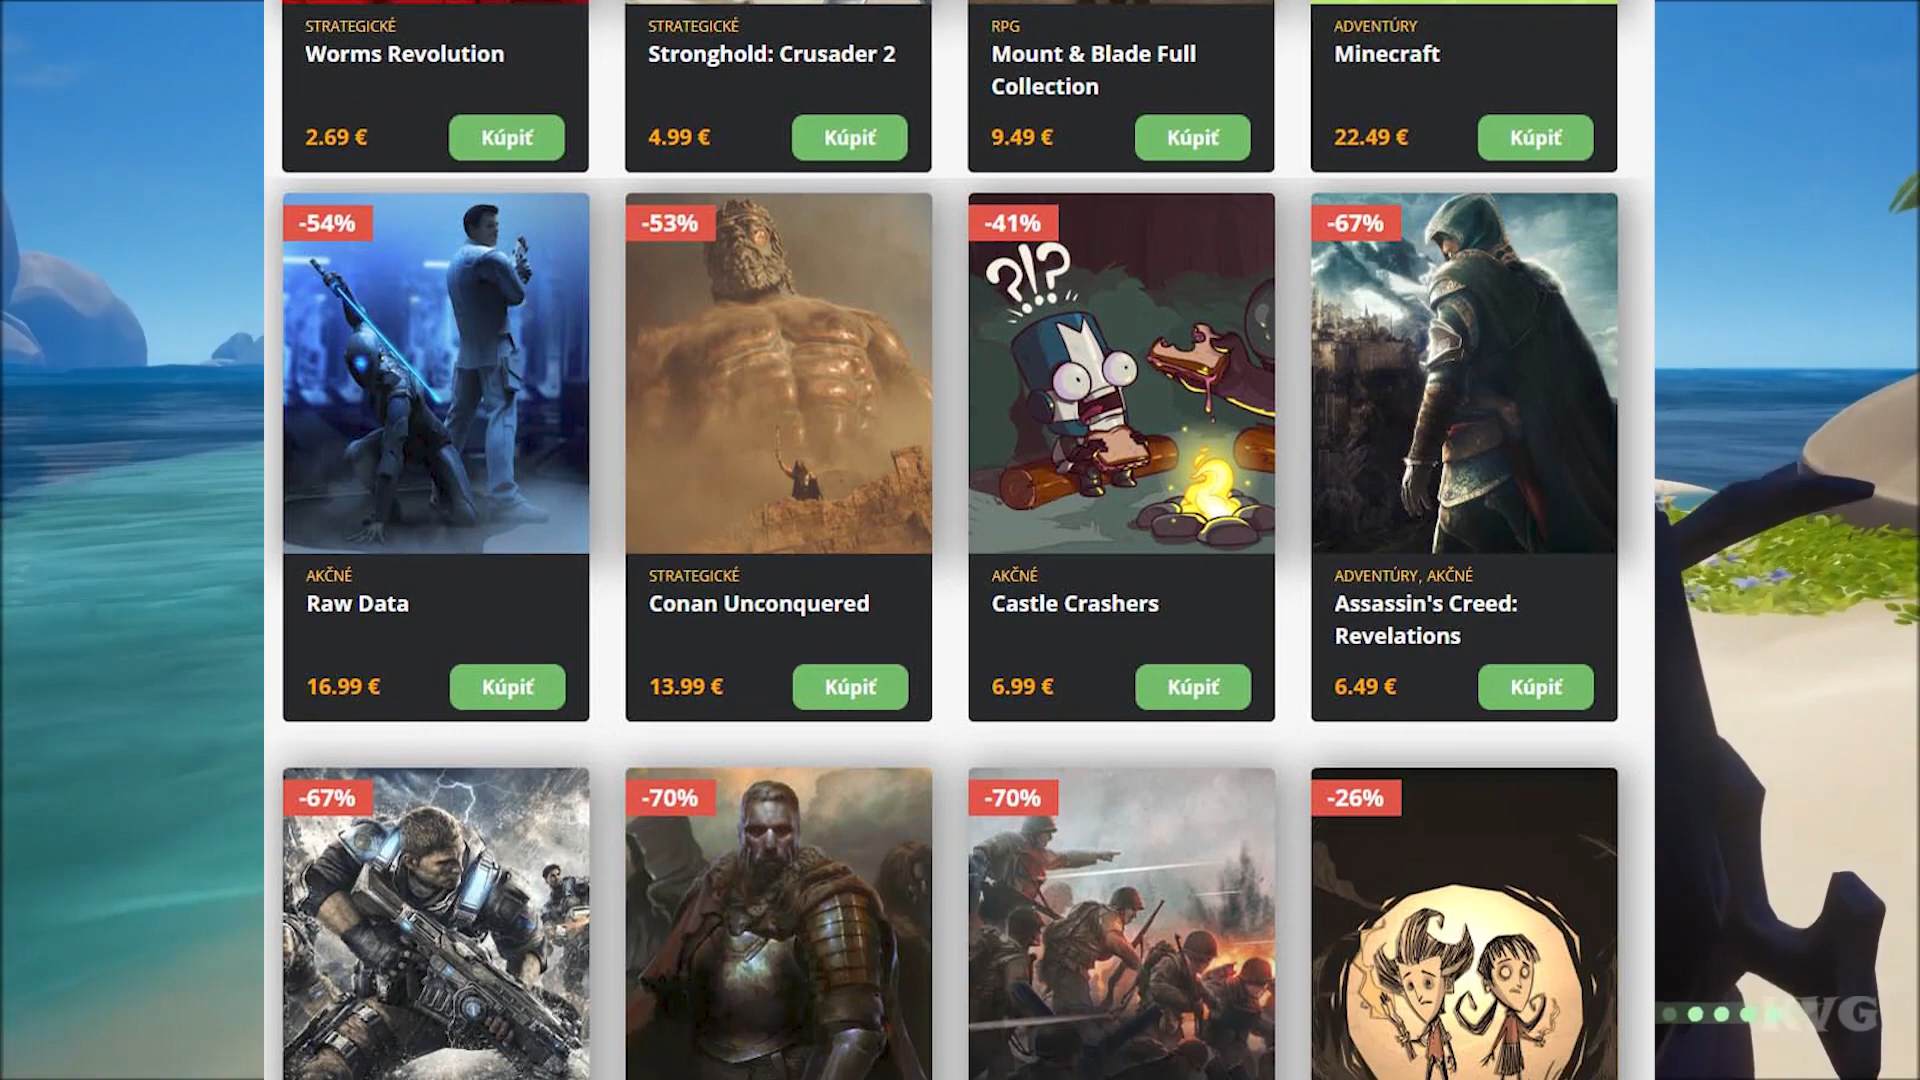 STRATEGICKÉ
Worms Revolution
2.69 €
Kúpiť
STRATEGICKÉ
Stronghold: Crusader 2
4.99 €
Kúpiť
RPG
Mount & Blade Full
Collection
9.49 €
Kúpiť
ADVENTÚRY
Minecraft
22.49 €
Kúpiť
-54%
AKČNÉ
Raw Data
16.99 €
Kúpiť
-53%
STRATEGICKÉ
Conan Unconquered
13.99 €
Kúpiť
-41%
?!?
AKČNÉ
Castle Crashers
6.99 €
Kúpiť
-67%
ADVENTÚRY, AKČNÉ
Assassin's Creed:
Revelations
6.49 €
Kúpiť
-67%
-70%
-70%
-26%
KVG